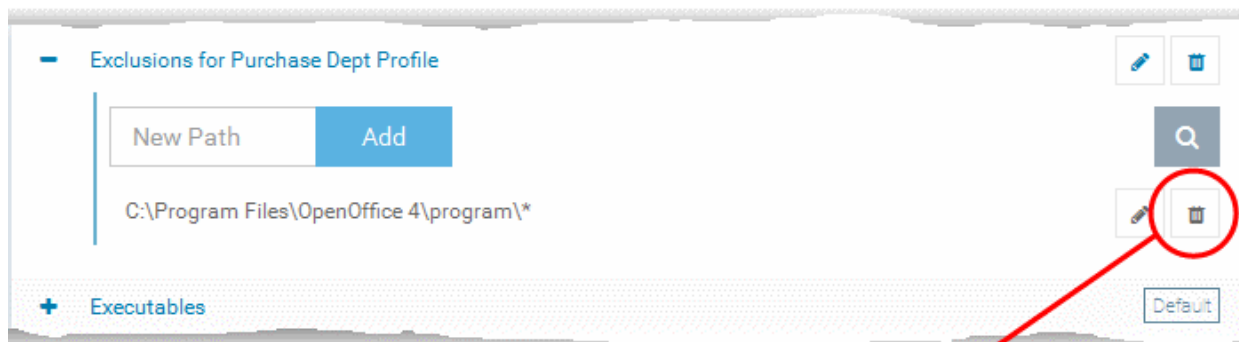 Exclusions for Purchase Dept Profile
New Path Add
C:\Program Files\OpenOffice 4\program\*
Executables Default